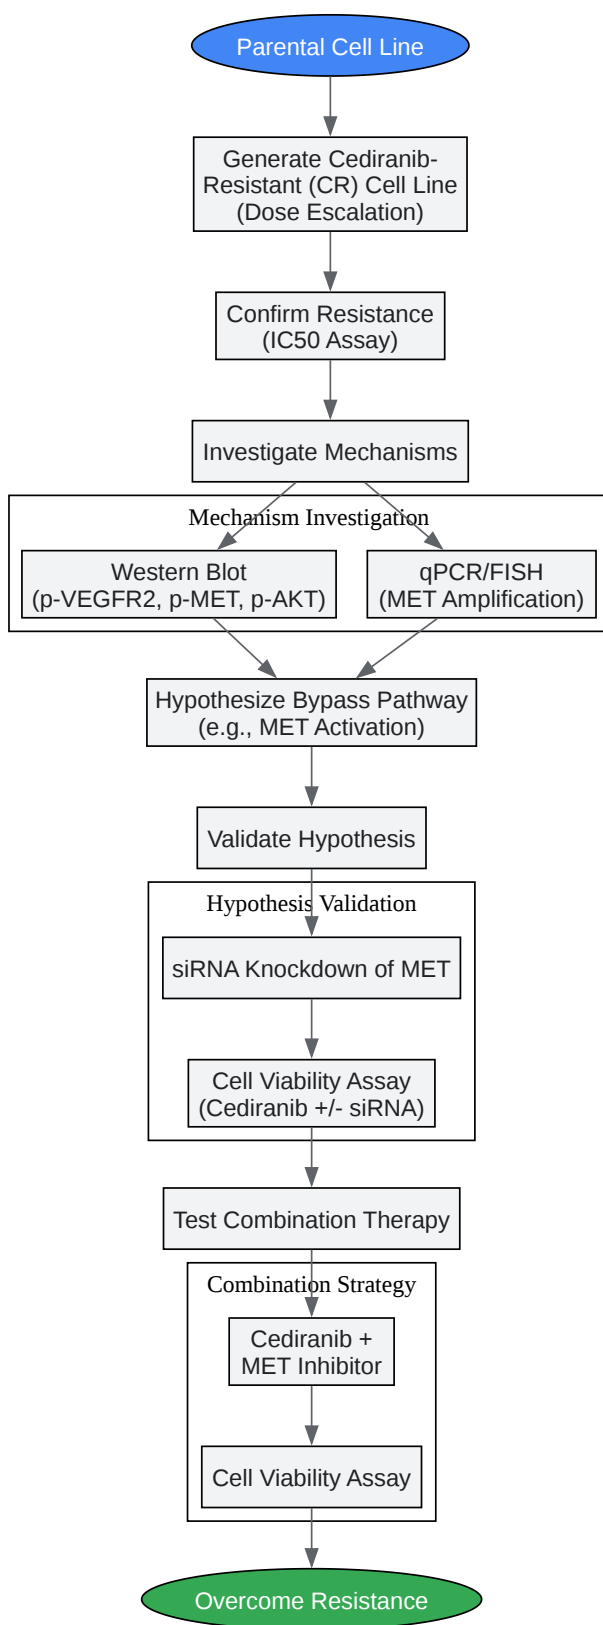 Parental Cell Line
Generate Cediranib-
Resistant (CR) Cell Line
(Dose Escalation)
Confirm Resistance
(IC50 Assay)
Investigate Mechanisms
Mechanism Investigation
Western Blot
(p-VEGFR2, p-MET, p-AKT)
qPCR/FISH
(MET Amplification)
Hypothesize Bypass Pathway
(e.g., MET Activation)
Validate Hypothesis
Hypothesis Validation
siRNA Knockdown of MET
Cell Viability Assay
(Cediranib +/- siRNA)
Test Combination Therapy
Combination Strategy
Cediranib +
MET Inhibitor
Cell Viability Assay
Overcome Resistance